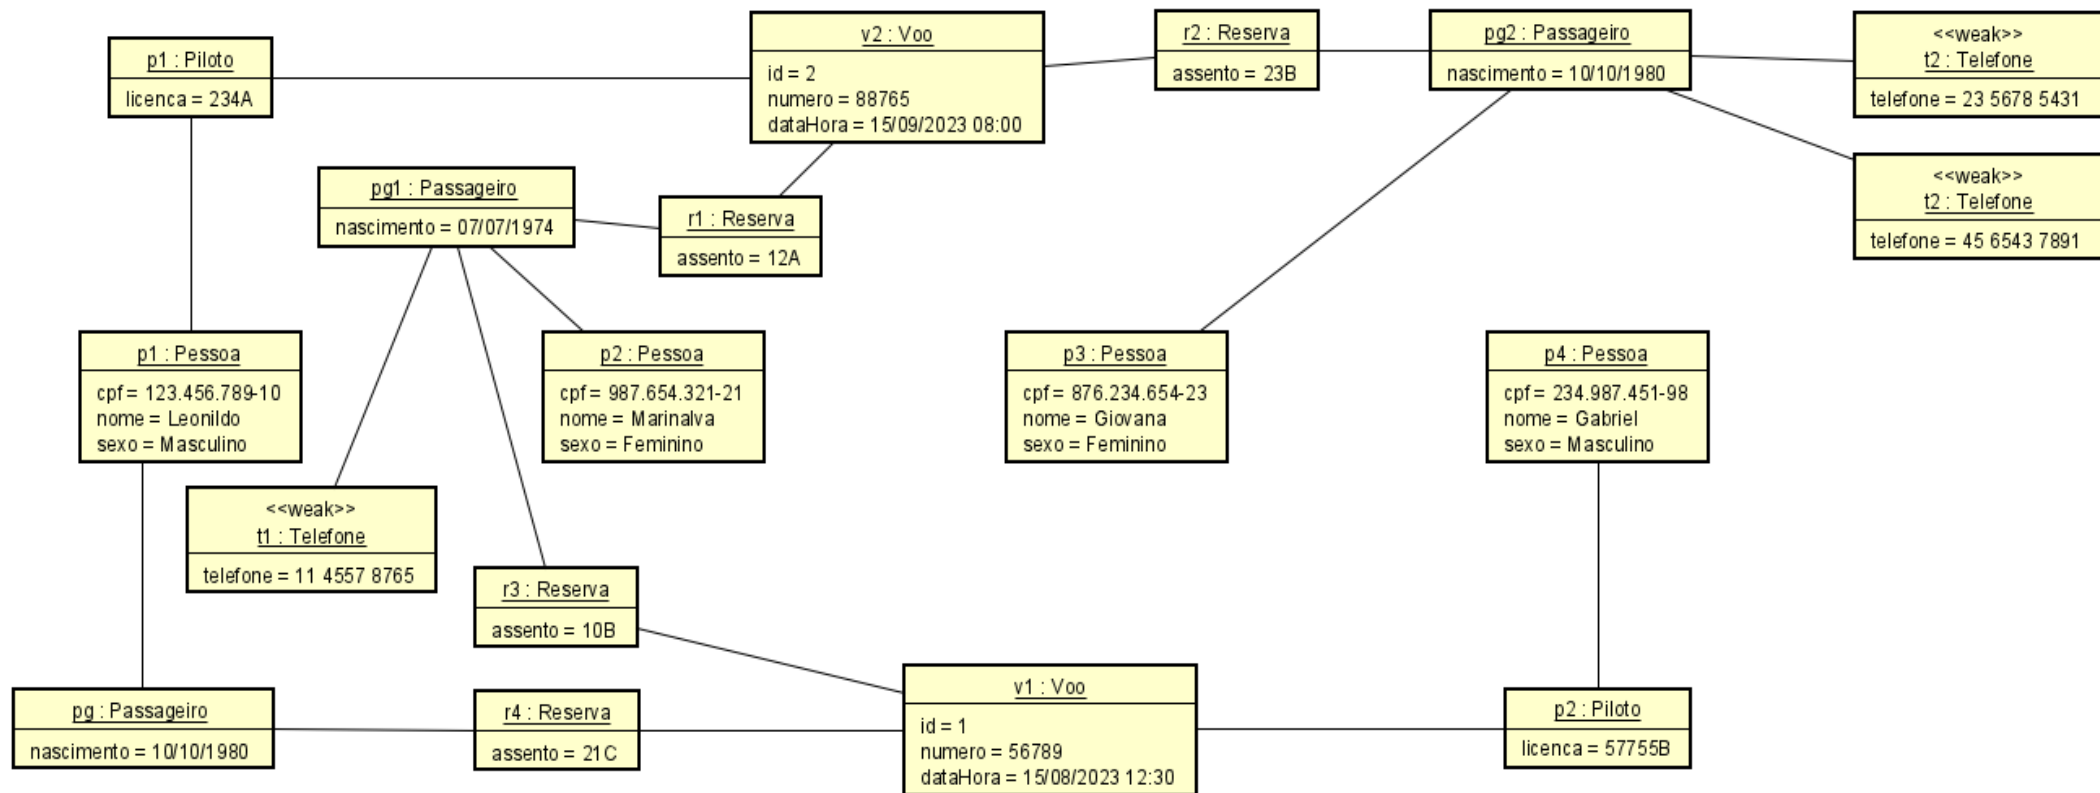 p1 : Piloto
licenca = 234A
v2 : Voo
id = 2
numero = 88765
dataHora = 15/09/2023 08:00
r2 : Reserva
assento = 23B
pg2 : Passageiro
nascimento = 10/10/1980
<<weak>>
t2 : Telefone
telefone = 23 5678 5431
<<weak>>
t2 : Telefone
telefone = 45 6543 7891
pg1 : Passageiro
nascimento = 07/07/1974
r1 : Reserva
assento = 12A
p1 : Pessoa
cpf = 123.456.789-10
nome = Leonildo
sexo = Masculino
p2 : Pessoa
cpf = 987.654.321-21
nome = Marinalva
sexo = Feminino
p3 : Pessoa
cpf = 876.234.654-23
nome = Giovana
sexo = Feminino
p4 : Pessoa
cpf = 234.987.451-98
nome = Gabriel
sexo = Masculino
<<weak>>
t1 : Telefone
telefone = 11 4557 8765
r3 : Reserva
assento = 10B
pg : Passageiro
nascimento = 10/10/1980
r4 : Reserva
assento = 21C
v1 : Voo
id = 1
numero = 56789
dataHora = 15/08/2023 12:30
p2 : Piloto
licenca = 57755B